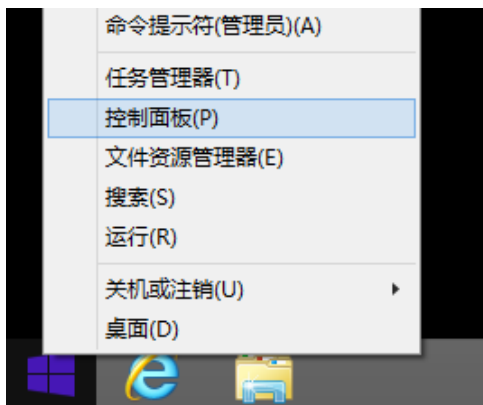 命令提示符(管理员)(A)
任务管理器(T)
控制面板(P)
文件资源管理器(E)
搜索(S)
运行(R)
关机或注销(U)
桌面(D)